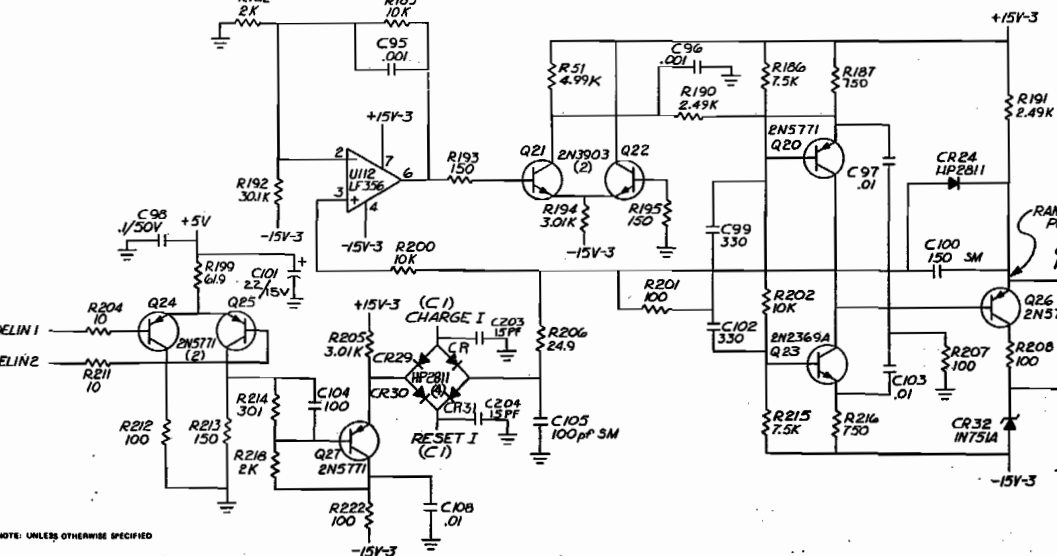 2K
10K
C95
.001
+15V-3
2
7
U112
LF356
6
3
+
4
-15V-3
R192
30.1K
-15V-3
R193
150
R51
4.99K
C96
.001
R190
2.49K
Q21
2N3903
(2)
Q22
R194
3.01K
-15V-3
R195
150
R186
7.5K
R187
750
+15V-3
R191
2.49K
2N5771
Q20
C97
.01
CR24
HP2811
C99
330
C100
150 SM
R200
10K
R201
100
C102
330
R202
10K
2N2369A
Q23
Q26
R207
100
R208
100
C103
.01
R215
7.5K
R216
750
CR32
1N751A
-15V-3
C98
.1/50V
+5V
R199
61.9
C101
22/15V
+
R204
10
Q24
2N5771
(2)
Q25
R211
10
R212
100
R213
150
R214
301
C104
100
R218
2K
Q27
2N5771
+15V-3
R205
3.01K
(C1)
CHARGE I
C203
15PF
CR29
CR
HP2811
(4)
CR30
CR31
C204
15PF
RESET I
(C1)
R206
24.9
C105
100pf SM
R222
100
C108
.01
-15V-3
NOTE: UNLESS OTHERWISE SPECIFIED